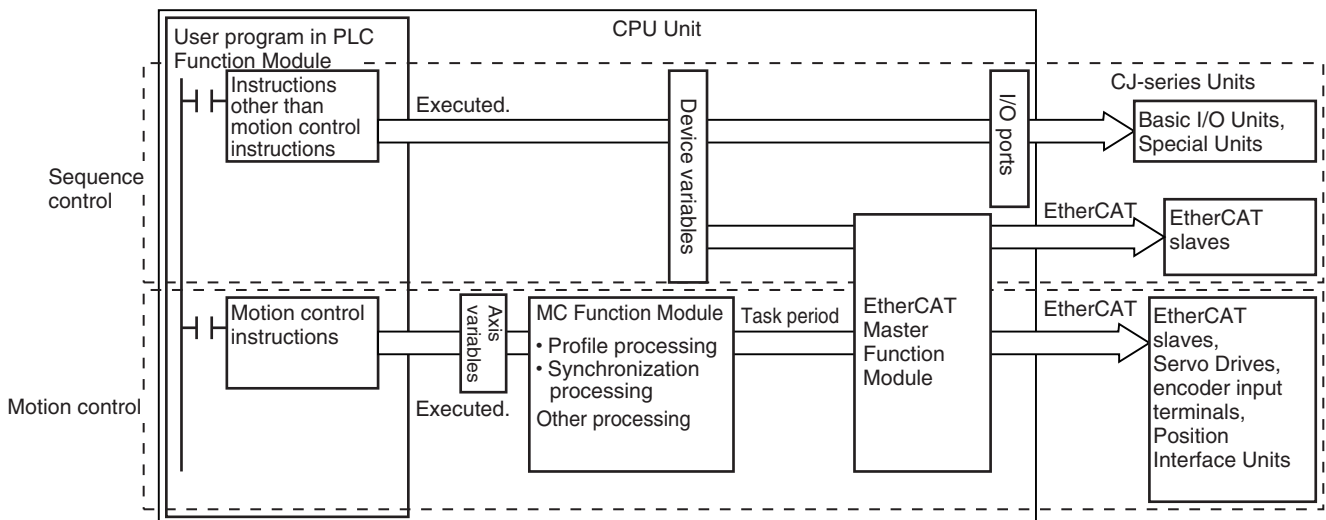 CPU Unit
User program in PLC
Function Module
Instructions
other than
motion control
instructions
Executed.
Device variables
I/O ports
CJ-series Units
Basic I/O Units,
Special Units
Sequence
control
EtherCAT
EtherCAT
slaves
Motion control
instructions
Axis
variables
Executed.
MC Function Module
• Profile processing
• Synchronization
processing
Other processing
Task period
EtherCAT
Master
Function
Module
EtherCAT
EtherCAT
slaves,
Servo Drives,
encoder input
terminals,
Position
Interface Units
Motion control